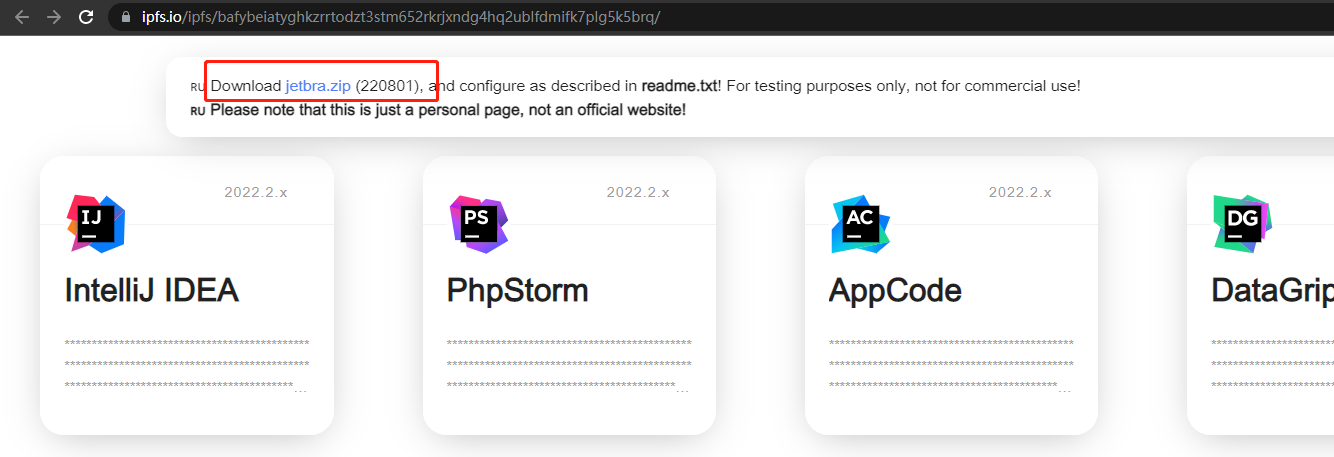 ipfs.io/ipfs/bafybeiatyghkzrrtodzt3stm652rkrjxndg4hq2ublfdmifk7plg5k5brq/
RU Download jetbra.zip (220801), and configure as described in readme.txt! For testing purposes only, not for commercial use!
RU Please note that this is just a personal page, not an official website!
2022.2.x
2022.2.x
2022.2.x
IJ
PS
AC
DG
IntelliJ IDEA
PhpStorm
AppCode
DataGrip
*********************************************
*********************************************
******************************************...
*********************************************
*********************************************
******************************************...
*********************************************
*********************************************
******************************************...